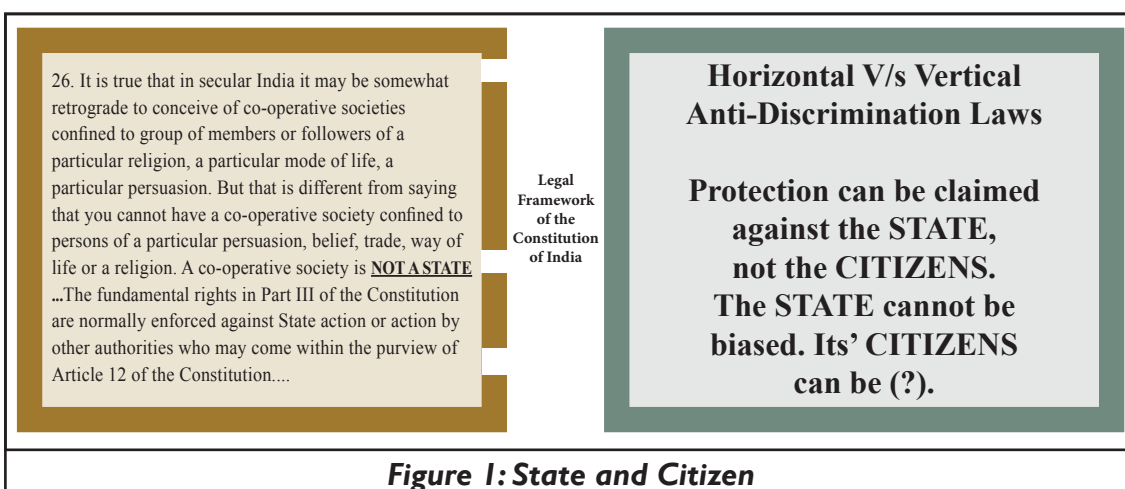 26. It is true that in secular India it may be somewhat
retrograde to conceive of co-operative societies
confined to group of members or followers of a
particular religion, a particular mode of life, a
particular persuasion. But that is different from saying
that you cannot have a co-operative society confined to
persons of a particular persuasion, belief, trade, way of
life or a religion. A co-operative society is NOT A STATE
...The fundamental rights in Part III of the Constitution
are normally enforced against State action or action by
other authorities who may come within the purview of
Article 12 of the Constitution....
Legal
Framework
of the
Constitution
of India
Horizontal V/s Vertical
Anti-Discrimination Laws
Protection can be claimed
against the STATE,
not the CITIZENS.
The STATE cannot be
biased. Its’ CITIZENS
can be (?).
Figure 1: State and Citizen